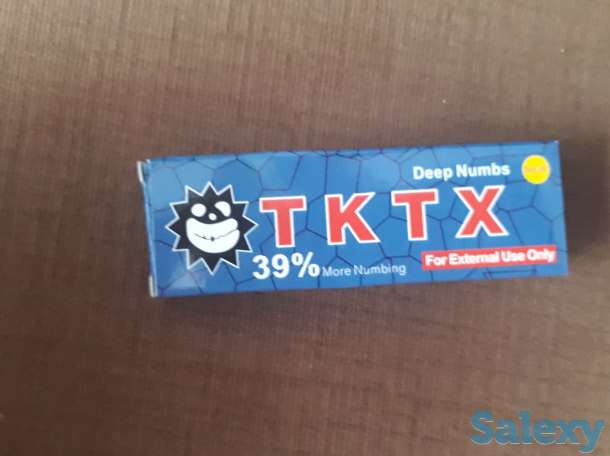 Deep Numbs
TKTX
39% More Numbing
For External Use Only
Salexy